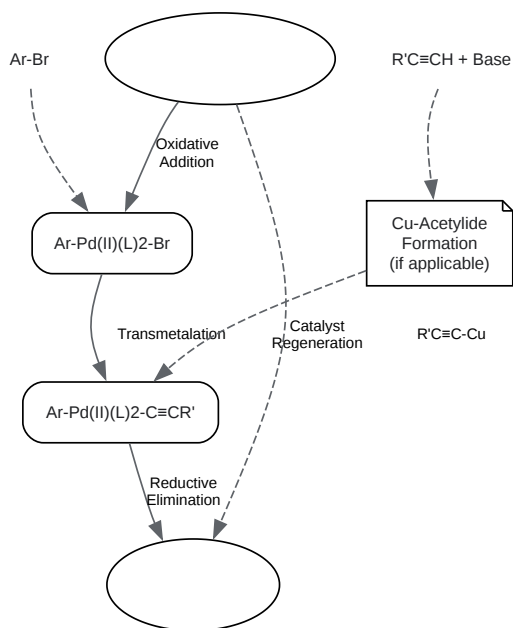 Ar-Br
R'C≡CH + Base
Oxidative
Addition
Ar-Pd(II)(L)2-Br
Cu-Acetylide
Formation
(if applicable)
Transmetalation
Catalyst
Regeneration
R'C≡C-Cu
Ar-Pd(II)(L)2-C≡CR'
Reductive
Elimination